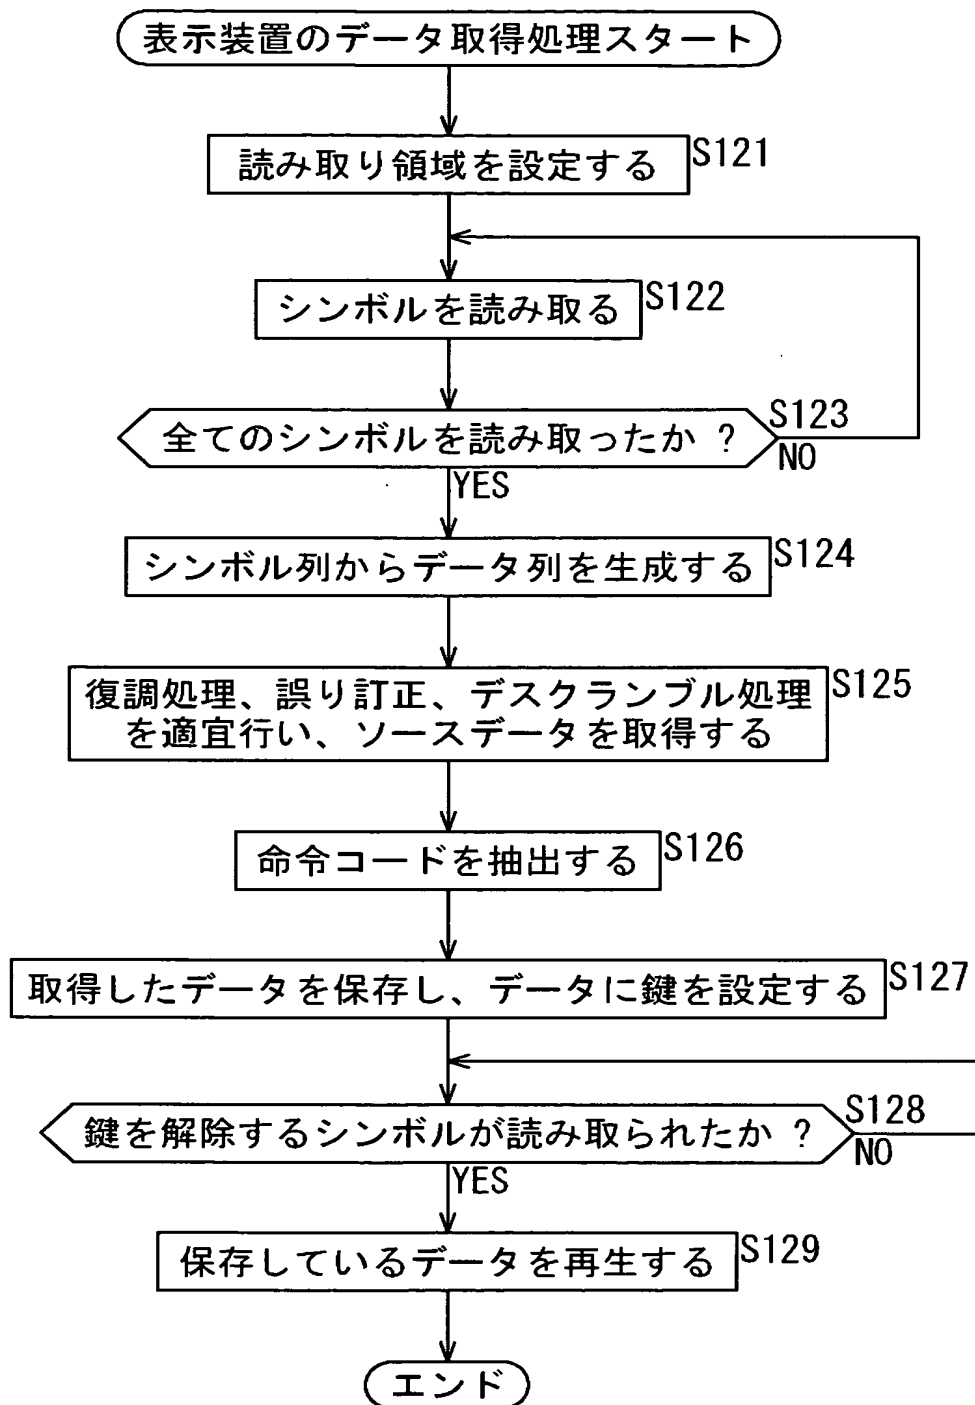 表示装置のデータ取得処理スタート
読み取り領域を設定する
S121
シンボルを読み取る
S122
全てのシンボルを読み取ったか ?
S123
NO
YES
シンボル列からデータ列を生成する
S124
復調処理、誤り訂正、デスクランブル処理
を適宜行い、ソースデータを取得する
S125
命令コードを抽出する
S126
取得したデータを保存し、データに鍵を設定する
S127
鍵を解除するシンボルが読み取られたか ?
S128
NO
YES
保存しているデータを再生する
S129
エンド